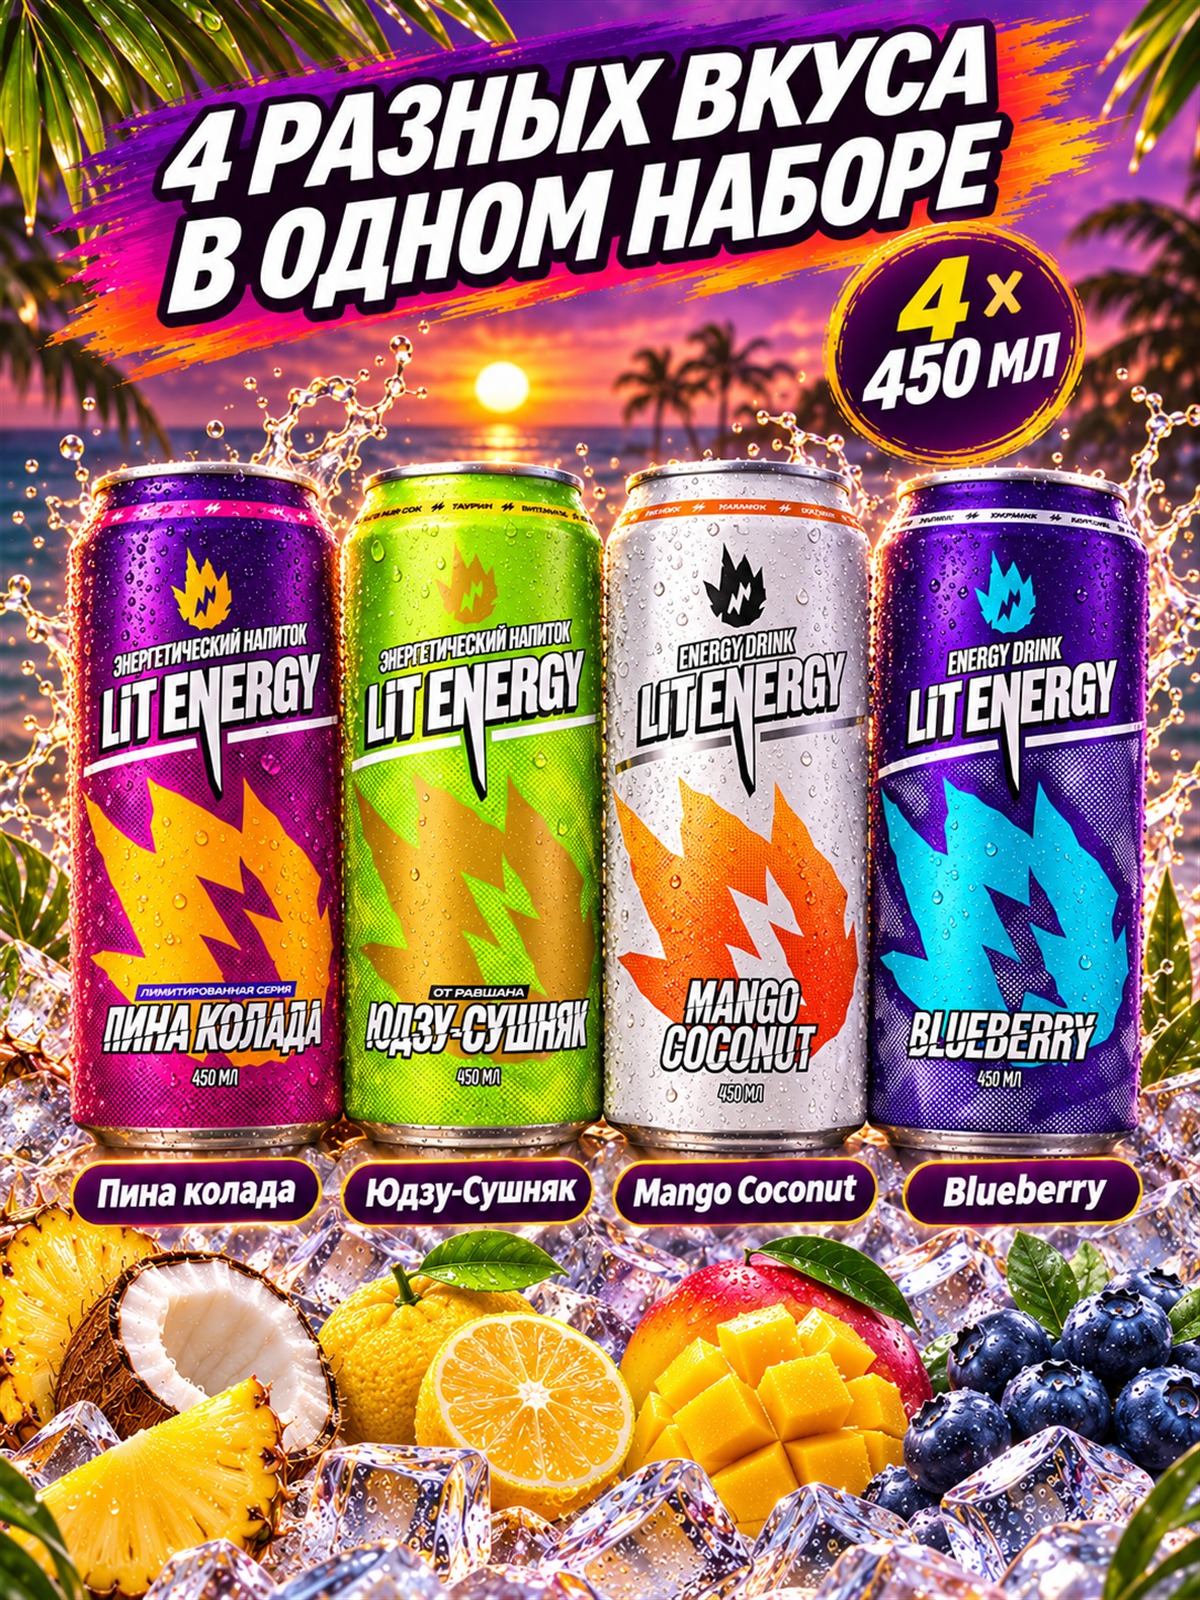 4 РАЗНЫХ ВКУСА
В ОДНОМ НАБОРЕ
4 ×
450 МЛ
ЭНЕРГЕТИЧЕСКИЙ НАПИТОК
LIT ENERGY
ЛИМИТИРОВАННАЯ СЕРИЯ
ПИНА КОЛАДА
450 МЛ
ТАУРИН
ЭНЕРГЕТИЧЕСКИЙ НАПИТОК
LIT ENERGY
ОТ РАВШАНА
ЮДЗУ-СУШНЯК
450 МЛ
ENERGY DRINK
LIT ENERGY
MANGO
COCONUT
450 МЛ
ENERGY DRINK
LIT ENERGY
BLUEBERRY
450 МЛ
Пина колада
Юдзу-Сушняк
Mango Coconut
Blueberry